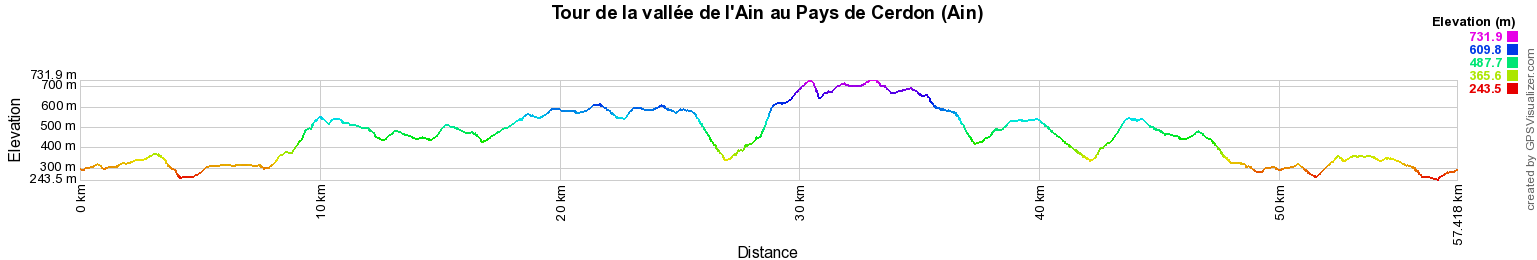 Tour de la vallée de l'Ain au Pays de Cerdon (Ain)
Elevation (m)
731.9
609.8
487.7
365.6
243.5
731.9 m
700 m
600 m
500 m
400 m
300 m
243.5 m
Elevation
0 km
10 km
20 km
30 km
40 km
50 km
57.418 km
Distance
created by GPSVisualizer.com